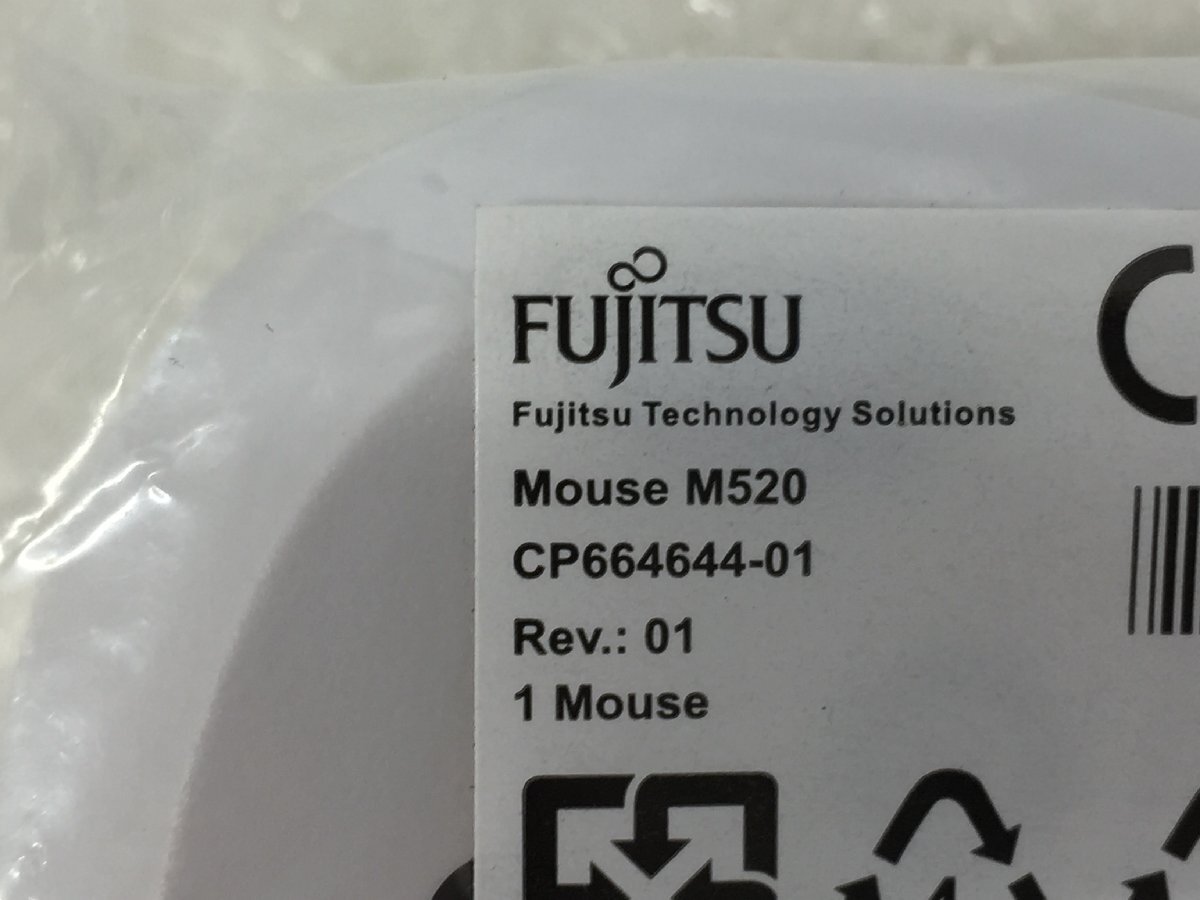 FUJITSU
Fujitsu Technology Solutions
Mouse M520
CP664644-01
Rev.: 01
1 Mouse